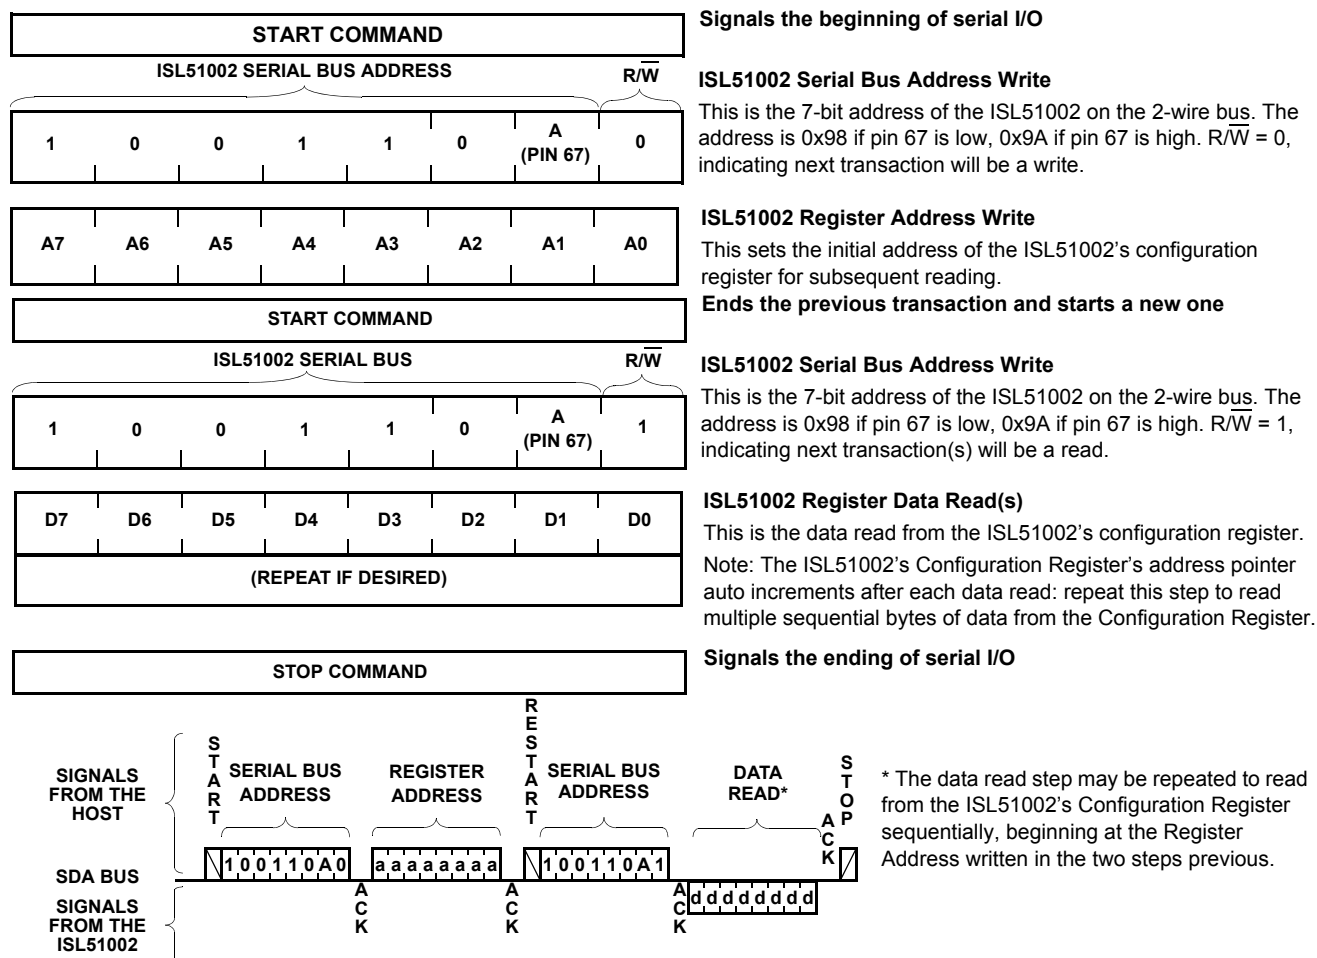 START COMMAND
Signals the beginning of serial I/O
ISL51002 SERIAL BUS ADDRESS
R/W̅
1 0 0 1 1 0 A (PIN 67) 0
ISL51002 Serial Bus Address Write
This is the 7-bit address of the ISL51002 on the 2-wire bus. The
address is 0x98 if pin 67 is low, 0x9A if pin 67 is high. R/W̅ = 0,
indicating next transaction will be a write.
A7 A6 A5 A4 A3 A2 A1 A0
ISL51002 Register Address Write
This sets the initial address of the ISL51002's configuration
register for subsequent reading.
START COMMAND
Ends the previous transaction and starts a new one
ISL51002 SERIAL BUS
R/W̅
1 0 0 1 1 0 A (PIN 67) 1
ISL51002 Serial Bus Address Write
This is the 7-bit address of the ISL51002 on the 2-wire bus. The
address is 0x98 if pin 67 is low, 0x9A if pin 67 is high. R/W̅ = 1,
indicating next transaction(s) will be a read.
D7 D6 D5 D4 D3 D2 D1 D0
(REPEAT IF DESIRED)
ISL51002 Register Data Read(s)
This is the data read from the ISL51002's configuration register.
Note: The ISL51002's Configuration Register's address pointer
auto increments after each data read: repeat this step to read
multiple sequential bytes of data from the Configuration Register.
STOP COMMAND
Signals the ending of serial I/O
SIGNALS
FROM THE
HOST
START
SERIAL BUS
ADDRESS
REGISTER
ADDRESS
RESTART
SERIAL BUS
ADDRESS
DATA
READ*
ACK
STOP
SDA BUS
1 0 0 1 1 0 A 0
a a a a a a a a
1 0 0 1 1 0 A 1
SIGNALS
FROM THE
ISL51002
ACK
ACK
ACK
d d d d d d d d
* The data read step may be repeated to read
from the ISL51002's Configuration Register
sequentially, beginning at the Register
Address written in the two steps previous.